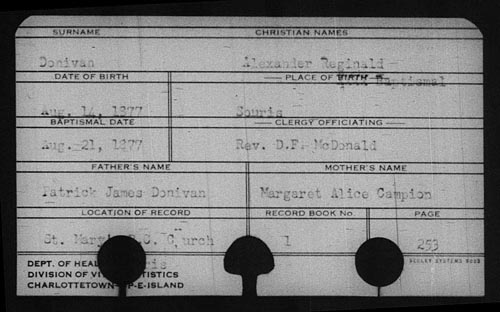 SURNAME CHRISTIAN NAMES
Donivan Alexander Reginald -
DATE OF BIRTH PLACE OF BIRTH Baptismal
Aug. 14, 1877 Souris
BAPTISMAL DATE CLERGY OFFICIATING
Aug. 21, 1877 Rev. D.F. McDonald
FATHER'S NAME MOTHER'S NAME
Patrick James Donivan Margaret Alice Campion
LOCATION OF RECORD RECORD BOOK No. PAGE
St. 1 253
DEPT. OF
DIVISION OF
CHARLOTTETOWN P-E-ISLAND